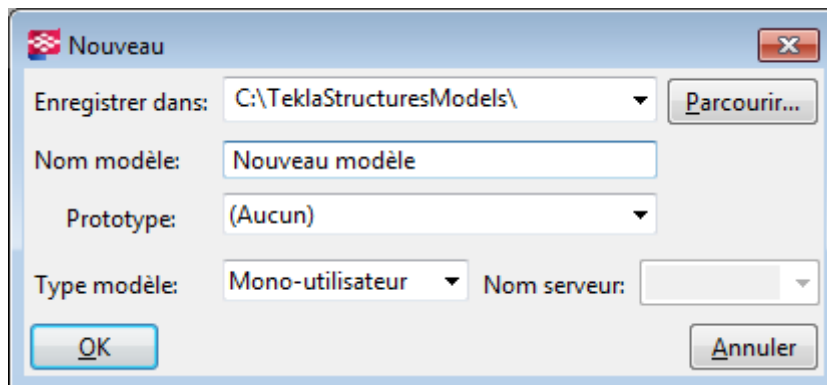 Nouveau
Enregistrer dans: C:\TeklaStructuresModels\ Parcourir...
Nom modèle: Nouveau modèle
Prototype: (Aucun)
Type modèle: Mono-utilisateur Nom serveur:
OK Annuler